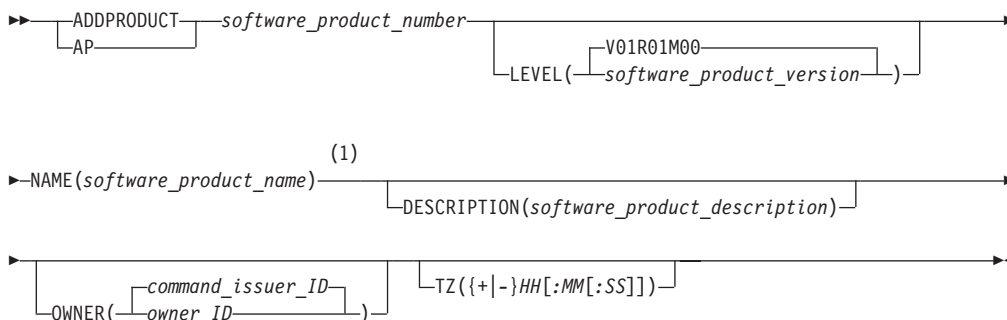 ADDPRODUCT software_product_number
AP
V01R01M00
LEVEL( software_product_version )
(1)
NAME(software_product_name)
DESCRIPTION(software_product_description)
command_issuer_ID
TZ({+|-}HH[:MM[:SS]])
OWNER( owner_ID )